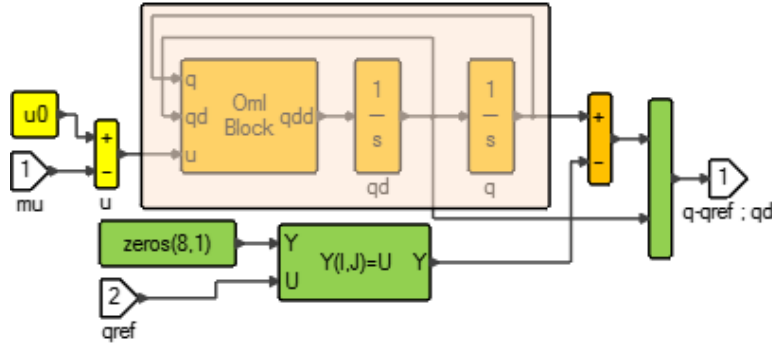 u0
+
−
1
mu
u
q
qd
u
Oml
Block
qdd
1
s
qd
1
s
q
+
−
1
q-qref ; qd
zeros(8,1)
Y
U
Y(I,J)=U
Y
2
qref